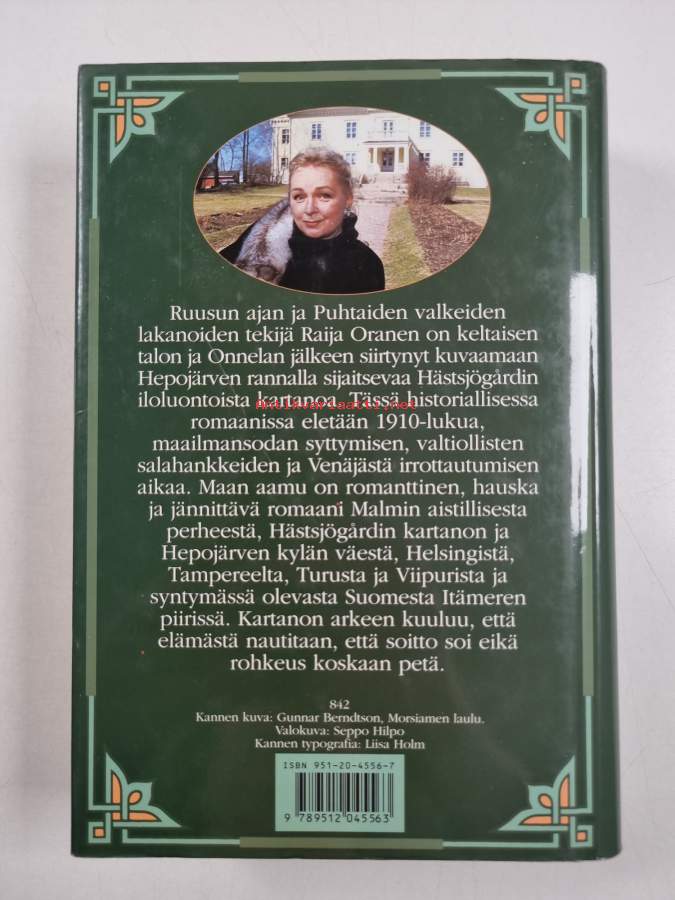 Ruusun ajan ja Puhtaiden valkeiden
lakanoiden tekijä Raija Oranen on keltaisen
talon ja Onnelan jälkeen siirtynyt kuvaamaan
Hepojärven rannalla sijaitsevaa Hästsjögårdin
iloluontoista kartanoa. Tässä historiallisessa
antikvariaatti.net
romaanissa eletään 1910-lukua,
maailmansodan syttymisen, valtiollisten
salahankkeiden ja Venäjästä irrottautumisen
aikaa. Maan aamu on romanttinen, hauska
ja jännittävä romaani Malmin aistillisesta
perheestä, Hästsjögårdin kartanon ja
Hepojärven kylän väestä, Helsingistä,
Tampereelta, Turusta ja Viipurista ja
syntymässä olevasta Suomesta Itämeren
piirissä. Kartanon arkeen kuuluu, että
elämästä nautitaan, että soitto soi eikä
rohkeus koskaan petä.
842
Kannen kuva: Gunnar Berndtson, Morsiamen laulu.
Valokuva: Seppo Hilpo
Kannen typografia: Liisa Holm
ISBN 951-20-4556-7
9 789512 045563